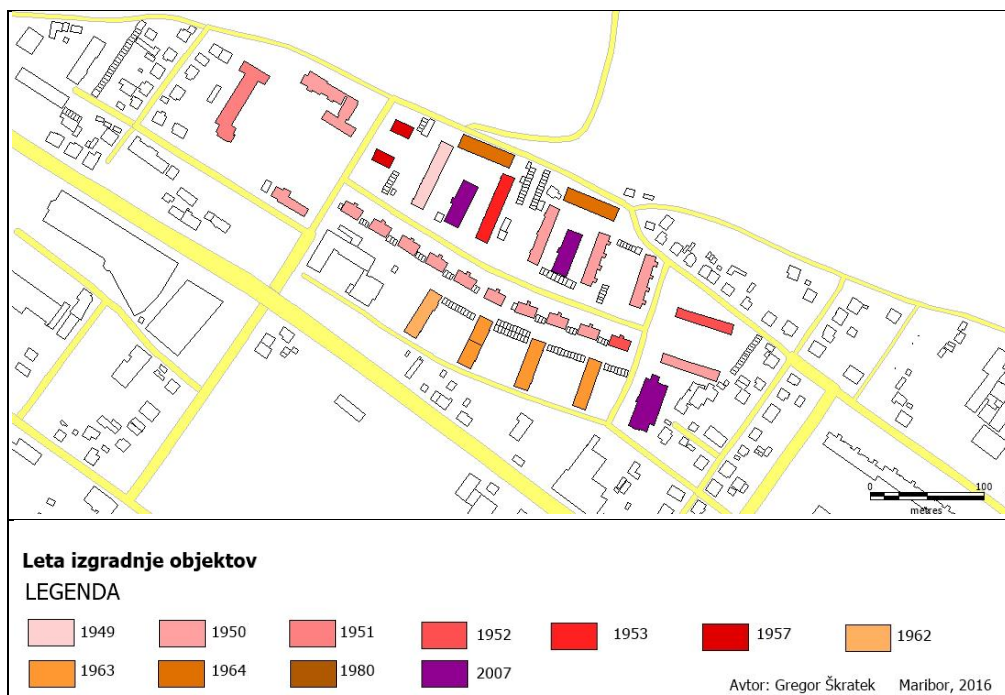 0 100
metres
Leta izgradnje objektov
LEGENDA
1949 1950 1951 1952 1953 1957 1962
1963 1964 1980 2007
Avtor: Gregor Škratek Maribor, 2016